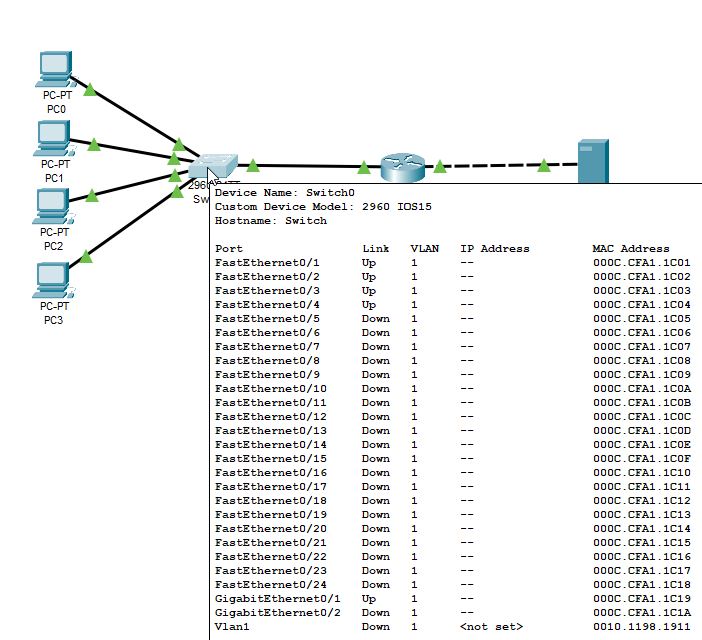 PC-PT
PC0
PC-PT
PC1
PC-PT
PC2
PC-PT
PC3
Device Name: Switch0
Custom Device Model: 2960 IOS15
Hostname: Switch
Port Link VLAN IP Address MAC Address
FastEthernet0/1 Up 1 -- 000C.CFA1.1C01
FastEthernet0/2 Up 1 -- 000C.CFA1.1C02
FastEthernet0/3 Up 1 -- 000C.CFA1.1C03
FastEthernet0/4 Up 1 -- 000C.CFA1.1C04
FastEthernet0/5 Down 1 -- 000C.CFA1.1C05
FastEthernet0/6 Down 1 -- 000C.CFA1.1C06
FastEthernet0/7 Down 1 -- 000C.CFA1.1C07
FastEthernet0/8 Down 1 -- 000C.CFA1.1C08
FastEthernet0/9 Down 1 -- 000C.CFA1.1C09
FastEthernet0/10 Down 1 -- 000C.CFA1.1C0A
FastEthernet0/11 Down 1 -- 000C.CFA1.1C0B
FastEthernet0/12 Down 1 -- 000C.CFA1.1C0C
FastEthernet0/13 Down 1 -- 000C.CFA1.1C0D
FastEthernet0/14 Down 1 -- 000C.CFA1.1C0E
FastEthernet0/15 Down 1 -- 000C.CFA1.1C0F
FastEthernet0/16 Down 1 -- 000C.CFA1.1C10
FastEthernet0/17 Down 1 -- 000C.CFA1.1C11
FastEthernet0/18 Down 1 -- 000C.CFA1.1C12
FastEthernet0/19 Down 1 -- 000C.CFA1.1C13
FastEthernet0/20 Down 1 -- 000C.CFA1.1C14
FastEthernet0/21 Down 1 -- 000C.CFA1.1C15
FastEthernet0/22 Down 1 -- 000C.CFA1.1C16
FastEthernet0/23 Down 1 -- 000C.CFA1.1C17
FastEthernet0/24 Down 1 -- 000C.CFA1.1C18
GigabitEthernet0/1 Up 1 -- 000C.CFA1.1C19
GigabitEthernet0/2 Down 1 -- 000C.CFA1.1C1A
Vlan1 Down 1 <not set> 0010.1198.1911